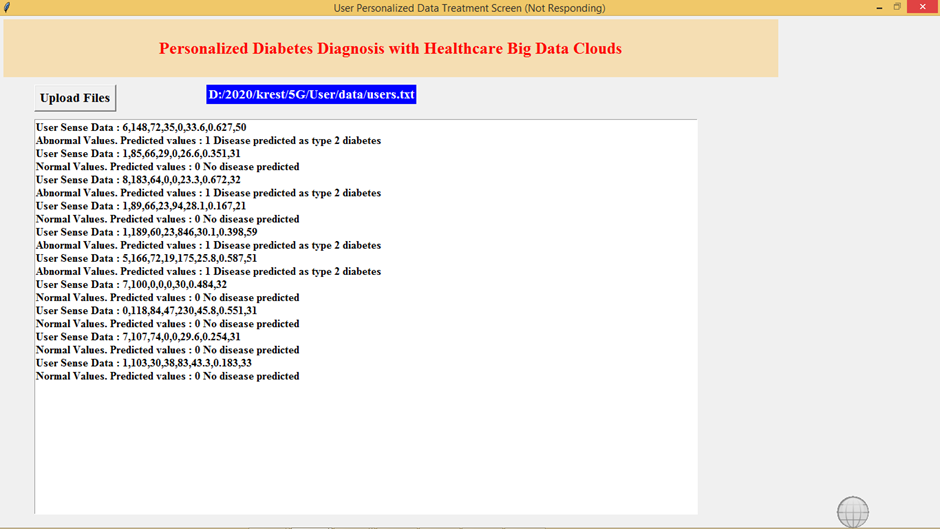 User Personalized Data Treatment Screen (Not Responding)
Personalized Diabetes Diagnosis with Healthcare Big Data Clouds
Upload Files
D:/2020/krest/5G/User/data/users.txt
User Sense Data : 6,148,72,35,0,33.6,0.627,50
Abnormal Values. Predicted values : 1 Disease predicted as type 2 diabetes
User Sense Data : 1,85,66,29,0,26.6,0.351,31
Normal Values. Predicted values : 0 No disease predicted
User Sense Data : 8,183,64,0,0,23.3,0.672,32
Abnormal Values. Predicted values : 1 Disease predicted as type 2 diabetes
User Sense Data : 1,89,66,23,94,28.1,0.167,21
Normal Values. Predicted values : 0 No disease predicted
User Sense Data : 1,189,60,23,846,30.1,0.398,59
Abnormal Values. Predicted values : 1 Disease predicted as type 2 diabetes
User Sense Data : 5,166,72,19,175,25.8,0.587,51
Abnormal Values. Predicted values : 1 Disease predicted as type 2 diabetes
User Sense Data : 7,100,0,0,0,30,0.484,32
Normal Values. Predicted values : 0 No disease predicted
User Sense Data : 0,118,84,47,230,45.8,0.551,31
Normal Values. Predicted values : 0 No disease predicted
User Sense Data : 7,107,74,0,0,29.6,0.254,31
Normal Values. Predicted values : 0 No disease predicted
User Sense Data : 1,103,30,38,83,43.3,0.183,33
Normal Values. Predicted values : 0 No disease predicted